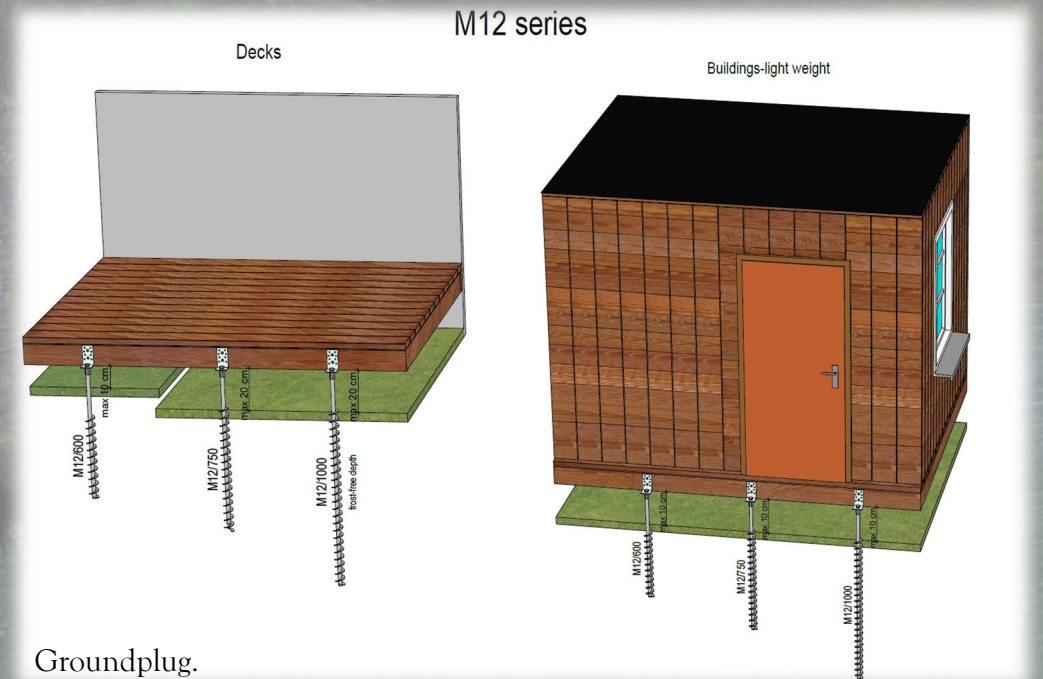 M12 series
Decks
Buildings-light weight
max 10 cm
max 20 cm
max 20 cm
M12/600
M12/750
M12/1000
frost-free depth
max 10 cm
max 10 cm
max 10 cm
M12/600
M12/750
M12/1000
Groundplug.